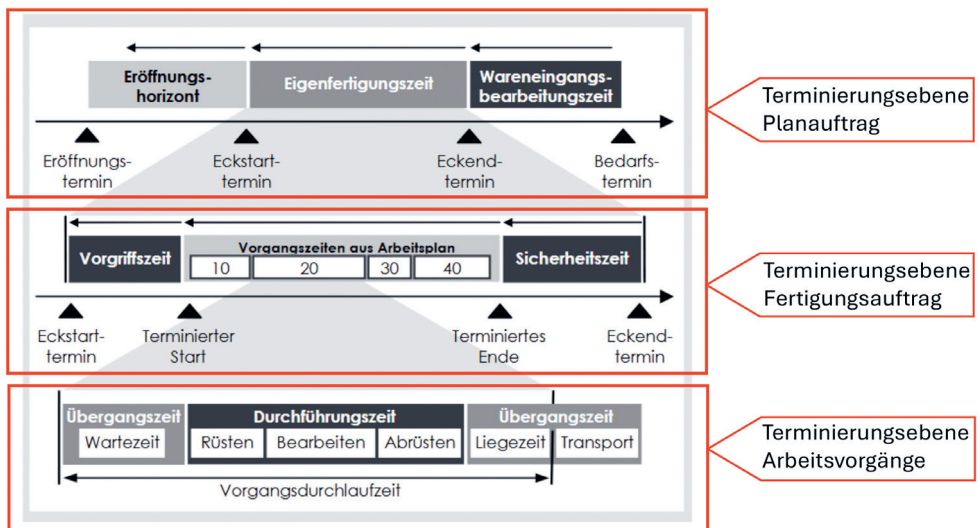 Eröffnungs-
horizont
Eigenfertigungszeit
Wareneingangs-
bearbeitungszeit
Eröffnungs-
termin
Eckstart-
termin
Eckend-
termin
Bedarfs-
termin
Terminierungsebene
Planauftrag
Vorgriffszeit
Vorgangszeiten aus Arbeitsplan
10 20 30 40
Sicherheitszeit
Eckstart-
termin
Terminierter
Start
Terminiertes
Ende
Eckend-
termin
Terminierungsebene
Fertigungsauftrag
Übergangszeit Durchführungszeit Übergangszeit
Wartezeit Rüsten Bearbeiten Abrüsten Liegezeit Transport
Vorgangsdurchlaufzeit
Terminierungsebene
Arbeitsvorgänge